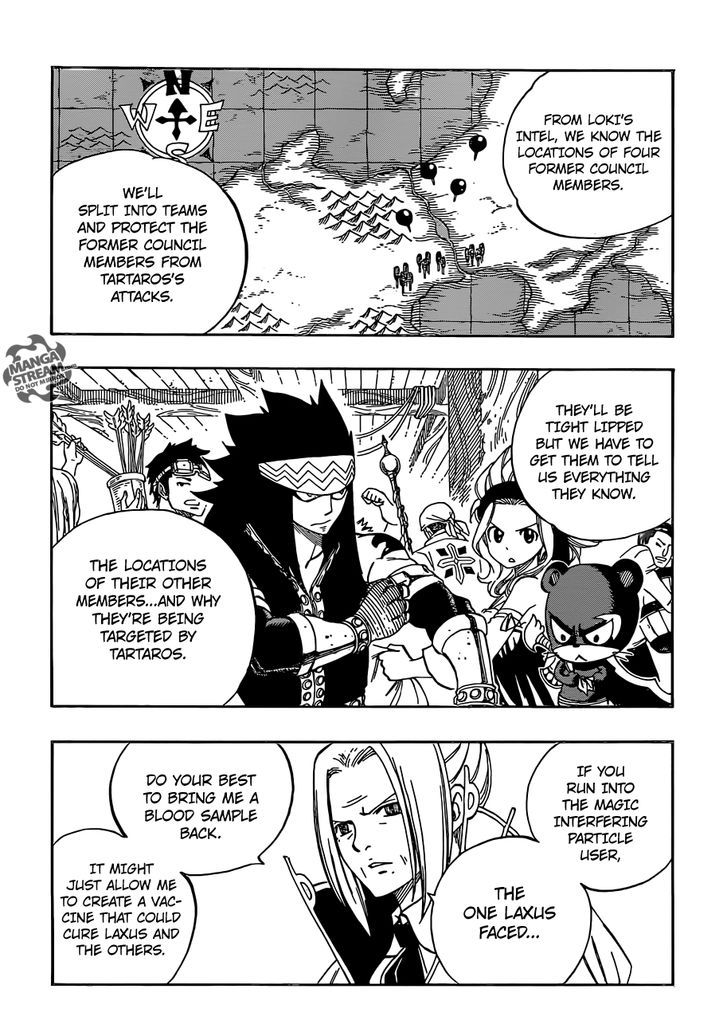 N
W E
S
FROM LOKI'S
INTEL, WE KNOW THE
LOCATIONS OF FOUR
FORMER COUNCIL
MEMBERS.
WE'LL
SPLIT INTO TEAMS
AND PROTECT THE
FORMER COUNCIL
MEMBERS FROM
TARTAROS'S
ATTACKS.
MANGA
STREAM
THEY'LL BE
TIGHT LIPPED
BUT WE HAVE TO
GET THEM TO TELL
US EVERYTHING
THEY KNOW.
THE LOCATIONS
OF THEIR OTHER
MEMBERS...AND WHY
THEY'RE BEING
TARGETED BY
TARTAROS.
IF YOU
RUN INTO
THE MAGIC
INTERFERING
PARTICLE
USER,
THE
ONE LAXUS
FACED...
DO YOUR BEST
TO BRING ME A
BLOOD SAMPLE
BACK.
IT MIGHT
JUST ALLOW ME
TO CREATE A VAC-
CINE THAT COULD
CURE LAXUS AND
THE OTHERS.